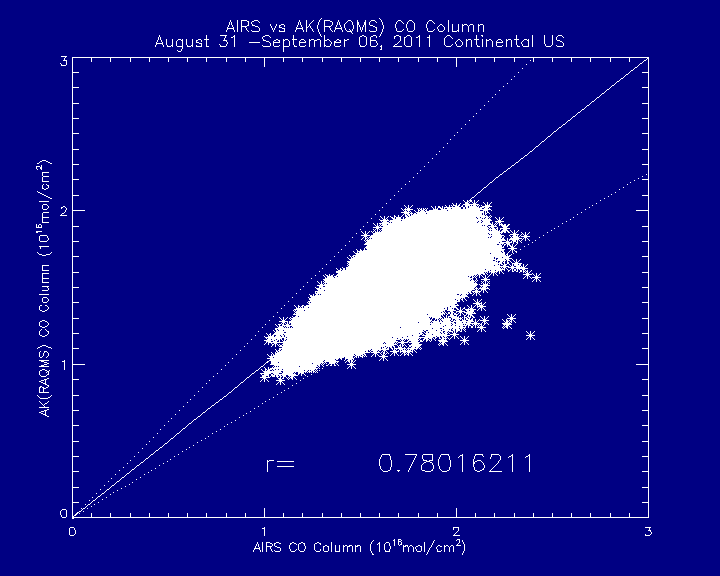 AIRS vs AK(RAQMS) CO Column
August 31 -September 06, 2011 Continental US
3
2
1
0
AK(RAQMS) CO Column (10¹⁸mol/cm²)
r= 0.78016211
0 1 2 3
AIRS CO Column (10¹⁸mol/cm²)